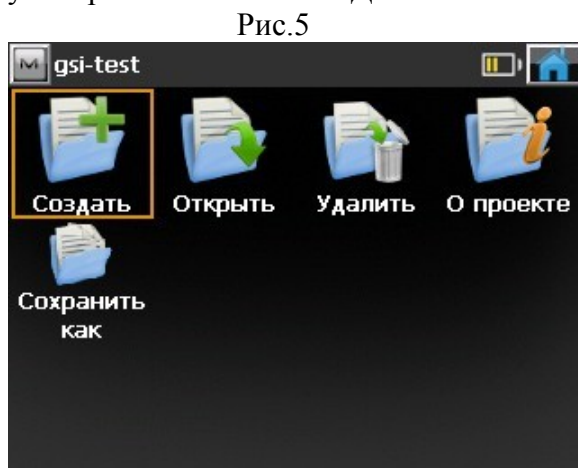 Рис.5
gsi-test
Создать Открыть Удалить О проекте
Сохранить
как